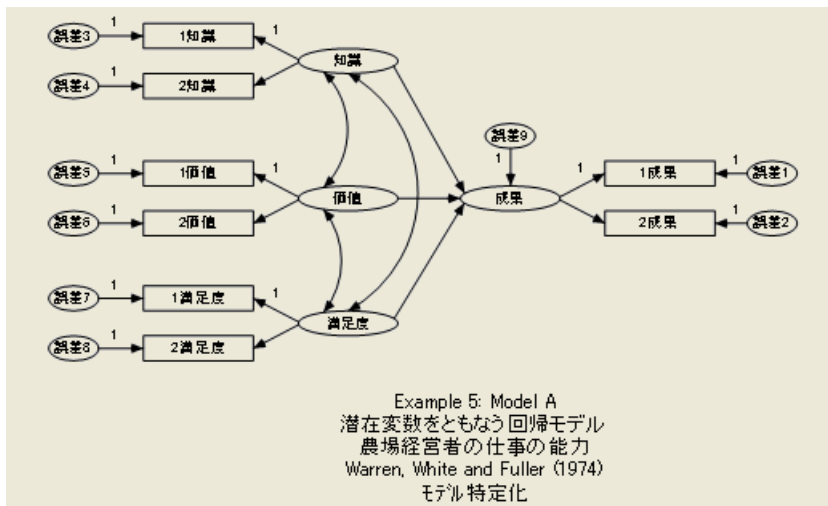 1
誤差3
1知識
1
知識
1
誤差4
2知識
誤差9
1
1
誤差5
1価値
1
価値
成果
1
1成果
1
誤差1
1
誤差6
2価値
2成果
1
誤差2
1
誤差7
1満足度
1
満足度
1
誤差8
2満足度
Example 5: Model A
潜在変数をともなう回帰モデル
農場経営者の仕事の能力
Warren, White and Fuller (1974)
モデル特定化